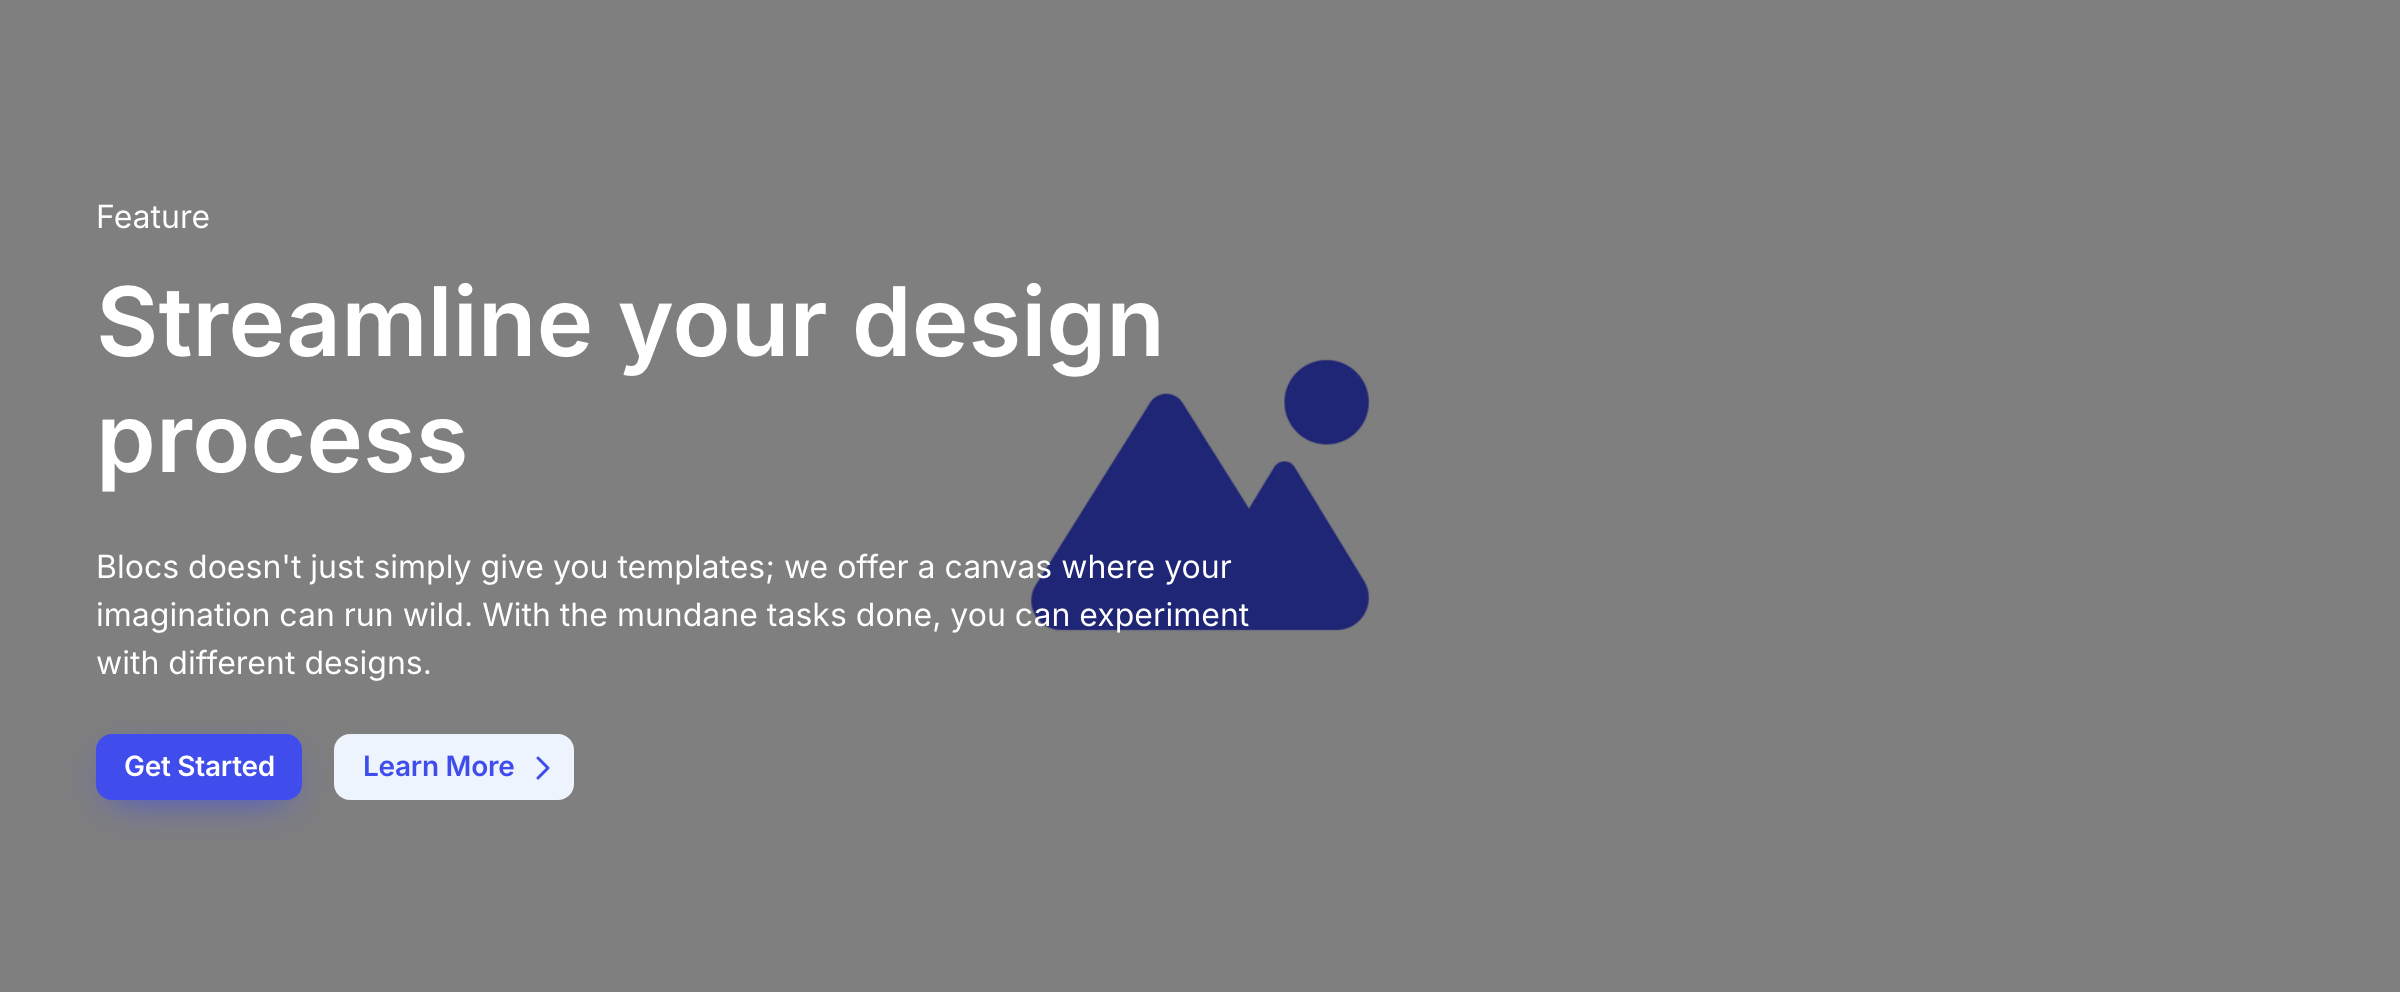 Feature
Streamline your design
process
Blocs doesn't just simply give you templates; we offer a canvas where your
imagination can run wild. With the mundane tasks done, you can experiment
with different designs.
Get Started
Learn More